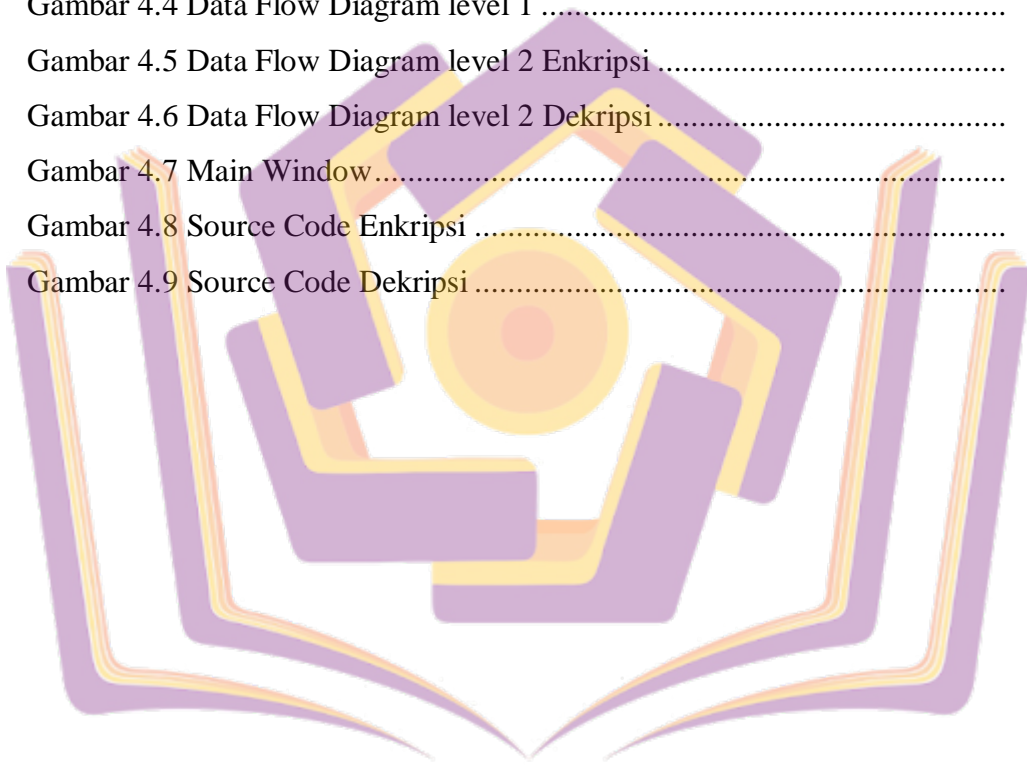 Gambar 4.4 Data Flow Diagram level 1 ............................................................
Gambar 4.5 Data Flow Diagram level 2 Enkripsi .............................................
Gambar 4.6 Data Flow Diagram level 2 Dekripsi .............................................
Gambar 4.7 Main Window.................................................................................
Gambar 4.8 Source Code Enkripsi ....................................................................
Gambar 4.9 Source Code Dekripsi ....................................................................